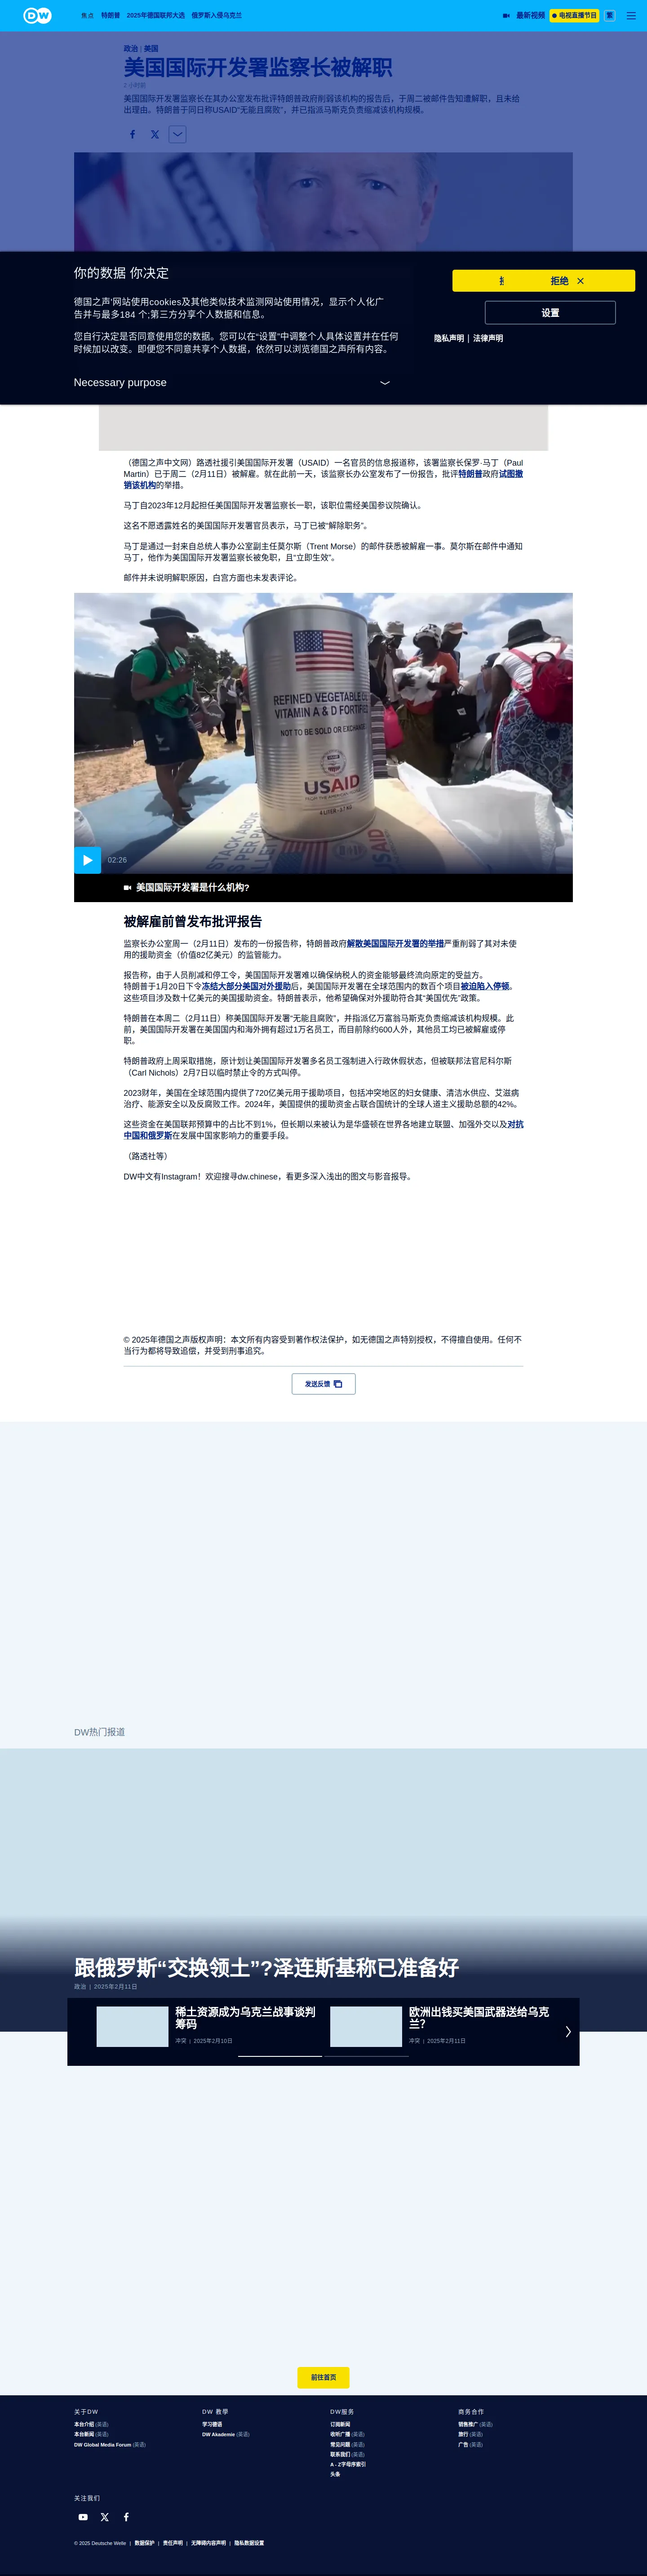 DW
焦点 特朗普 2025年德国联邦大选 俄罗斯入侵乌克兰
最新视频 电视直播节目 繁
政治 | 美国
美国国际开发署监察长被解职
2 小时前
美国国际开发署监察长在其办公室发布批评特朗普政府削弱该机构的报告后，于周二被邮件告知遭解职，且未给
出理由。特朗普于同日称USAID“无能且腐败”，并已指派马斯克负责缩减该机构规模。
你的数据 你决定
德国之声‘网站使用cookies及其他类似技术监测网站使用情况，显示个人化广
告并与最多184 个;第三方分享个人数据和信息。
您自行决定是否同意使用您的数据。您可以在“设置”中调整个人具体设置并在任何
时候加以改变。即便您不同意共享个人数据，依然可以浏览德国之声所有内容。
Necessary purpose
拒绝
设置
隐私声明 | 法律声明
（德国之声中文网）路透社援引美国国际开发署（USAID）一名官员的信息报道称，该署监察长保罗·马丁（Paul
Martin）已于周二（2月11日）被解雇。就在此前一天，该监察长办公室发布了一份报告，批评特朗普政府试图撤
销该机构的举措。
马丁自2023年12月起担任美国国际开发署监察长一职，该职位需经美国参议院确认。
这名不愿透露姓名的美国国际开发署官员表示，马丁已被“解除职务”。
马丁是通过一封来自总统人事办公室副主任莫尔斯（Trent Morse）的邮件获悉被解雇一事。莫尔斯在邮件中通知
马丁，他作为美国国际开发署监察长被免职，且“立即生效”。
邮件并未说明解职原因，白宫方面也未发表评论。
REFINED VEGETABLE OIL
VITAMIN A & D FORTIFIED
NOT TO BE SOLD OR EXCHANGED
USAID
02:26
美国国际开发署是什么机构?
被解雇前曾发布批评报告
监察长办公室周一（2月11日）发布的一份报告称，特朗普政府解散美国国际开发署的举措严重削弱了其对未使
用的援助资金（价值82亿美元）的监管能力。
报告称，由于人员削减和停工令，美国国际开发署难以确保纳税人的资金能够最终流向原定的受益方。
特朗普于1月20日下令冻结大部分美国对外援助后，美国国际开发署在全球范围内的数百个项目被迫陷入停顿。
这些项目涉及数十亿美元的美国援助资金。特朗普表示，他希望确保对外援助符合其“美国优先”政策。
特朗普在本周二（2月11日）称美国国际开发署“无能且腐败”，并指派亿万富翁马斯克负责缩减该机构规模。此
前，美国国际开发署在美国国内和海外拥有超过1万名员工，而目前除约600人外，其他员工均已被解雇或停
职。
特朗普政府上周采取措施，原计划让美国国际开发署多名员工强制进入行政休假状态，但被联邦法官尼科尔斯
（Carl Nichols）2月7日以临时禁止令的方式叫停。
2023财年，美国在全球范围内提供了720亿美元用于援助项目，包括冲突地区的妇女健康、清洁水供应、艾滋病
治疗、能源安全以及反腐败工作。2024年，美国提供的援助资金占联合国统计的全球人道主义援助总额的42%。
这些资金在美国联邦预算中的占比不到1%，但长期以来被认为是华盛顿在世界各地建立联盟、加强外交以及对抗
中国和俄罗斯在发展中国家影响力的重要手段。
（路透社等）
DW中文有Instagram！欢迎搜寻dw.chinese，看更多深入浅出的图文与影音报导。
© 2025年德国之声版权声明：本文所有内容受到著作权法保护，如无德国之声特别授权，不得擅自使用。任何不
当行为都将导致追偿，并受到刑事追究。
发送反馈
DW热门报道
跟俄罗斯“交换领土”?泽连斯基称已准备好
政治 | 2025年2月11日
稀土资源成为乌克兰战事谈判
筹码
冲突 | 2025年2月10日
欧洲出钱买美国武器送给乌克
兰?
冲突 | 2025年2月11日
前往首页
关于DW
本台介绍 (英语)
本台新闻 (英语)
DW Global Media Forum (英语)
DW 教學
学习德语
DW Akademie (英语)
DW服务
订阅新闻
收听广播 (英语)
常见问题 (英语)
联系我们 (英语)
A - Z字母序索引
头条
商务合作
销售推广 (英语)
旅行 (英语)
广告 (英语)
关注我们
© 2025 Deutsche Welle | 数据保护 | 责任声明 | 无障碍内容声明 | 隐私数据设置